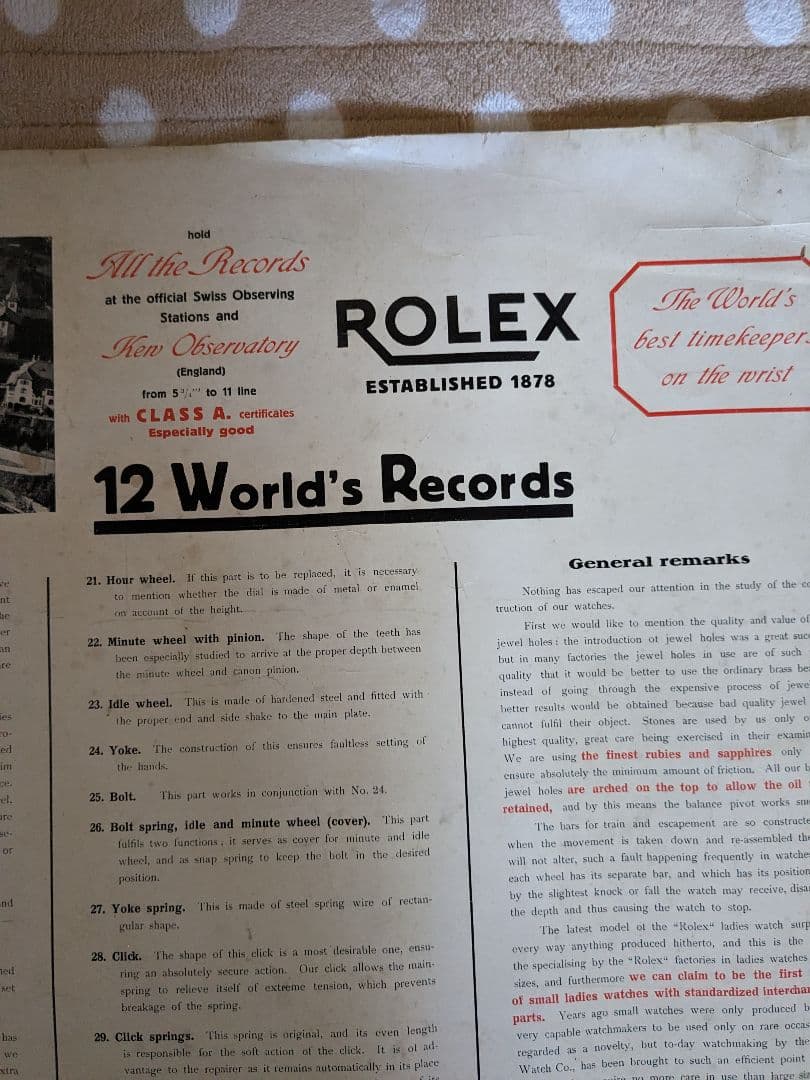 hold
All the Records
at the official Swiss Observing
Stations and
Kew Observatory
(England)
from 5¾''' to 11 line
with CLASS A. certificates
Especially good
ROLEX
ESTABLISHED 1878
The World's
best timekeepers
on the wrist
12 World's Records
21. Hour wheel. If this part is to be replaced, it is necessary
to mention whether the dial is made of metal or enamel
on account of the height.
22. Minute wheel with pinion. The shape of the teeth has
been especially studied to arrive at the proper depth between
the minute wheel and canon pinion.
23. Idle wheel. This is made of hardened steel and fitted with
the proper end and side shake to the main plate.
24. Yoke. The construction of this ensures faultless setting of
the hands.
25. Bolt. This part works in conjunction with No. 24.
26. Bolt spring, idle and minute wheel (cover). This part
fulfils two functions, it serves as cover for minute and idle
wheel, and as snap spring to keep the bolt in the desired
position.
27. Yoke spring. This is made of steel spring wire of rectan-
gular shape.
28. Click. The shape of this click is a most desirable one, ensu-
ring an absolutely secure action. Our click allows the main-
spring to relieve itself of extreme tension, which prevents
breakage of the spring.
29. Click springs. This spring is original, and its even length
is responsible for the soft action of the click. It is of ad-
vantage to the repairer as it remains automatically in its place
General remarks
Nothing has escaped our attention in the study of the
truction of our watches.
First we would like to mention the quality and value of
jewel holes: the introduction of jewel holes was a great
but in many factories the jewel holes in use are of such
quality that it would be better to use the ordinary brass
instead of going through the expensive process of
better results would be obtained because bad quality jewel
cannot fulfil their object. Stones are used by us only
highest quality, great care being exercised in their
We are using the finest rubies and sapphires only
ensure absolutely the minimum amount of friction. All our
jewel holes are arched on the top to allow the oil
retained, and by this means the balance pivot works
The bars for train and escapement are so
when the movement is taken down and re-assembled
will not alter, such a fault happening frequently in
each wheel has its separate bar, and which has its position
by the slightest knock or fall the watch may receive,
the depth and thus causing the watch to stop.
The latest model of the "Rolex" ladies watch
every way anything produced hitherto, and this is the
the specialising by the "Rolex" factories in ladies watches
sizes, and furthermore we can claim to be the first
of small ladies watches with standardized
parts. Years ago small watches were only produced
very capable watchmakers to be used only on rare
regarded as a novelty, but to-day watchmaking by the
Watch Co., has been brought to such an efficient point
no more care in use than large